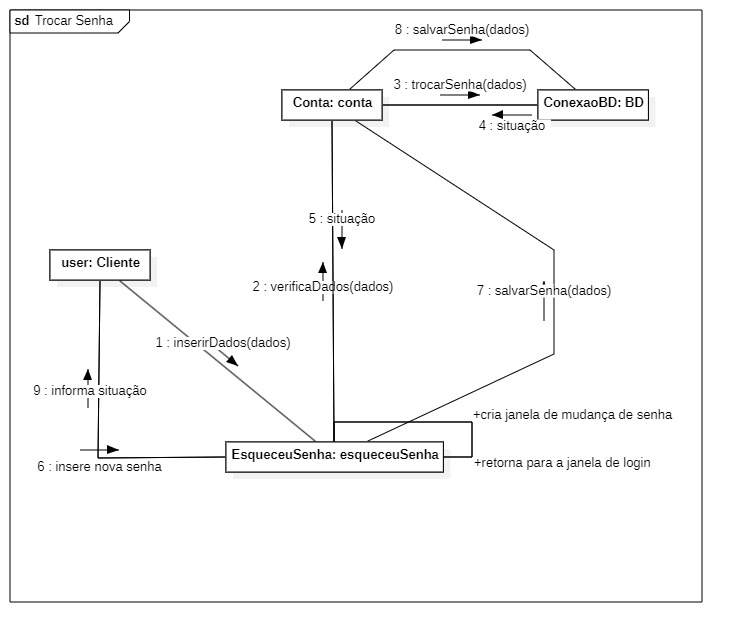 sd Trocar Senha
8 : salvarSenha(dados)
3 : trocarSenha(dados)
Conta: conta
ConexaoBD: BD
4 : situação
5 : situação
user: Cliente
2 : verificaDados(dados)
7 : salvarSenha(dados)
1 : inserirDados(dados)
9 : informa situação
+cria janela de mudança de senha
EsqueceuSenha: esqueceuSenha
6 : insere nova senha
+retorna para a janela de login